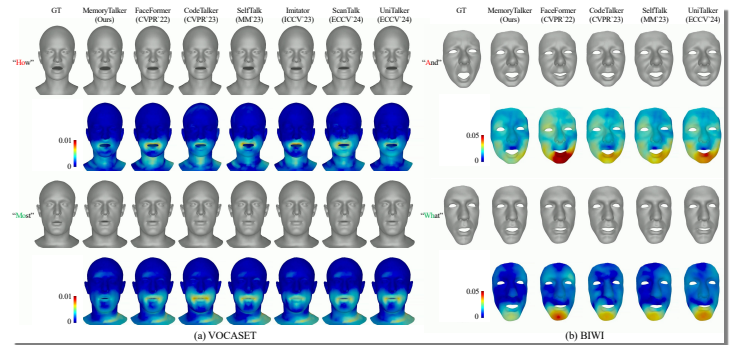 GT MemoryTalker FaceFormer CodeTalker SelfTalk Imitator ScanTalk UniTalker
(Ours) (CVPR`22) (CVPR`23) (MM`23) (ICCV`23) (ECCV`24) (ECCV`24)
GT MemoryTalker FaceFormer CodeTalker SelfTalk UniTalker
(Ours) (CVPR`22) (CVPR`23) (MM`23) (ECCV`24)
"How"
"And"
0.01
0
0.05
0
"Most"
"What"
0.01
0
0.05
0
(a) VOCASET
(b) BIWI